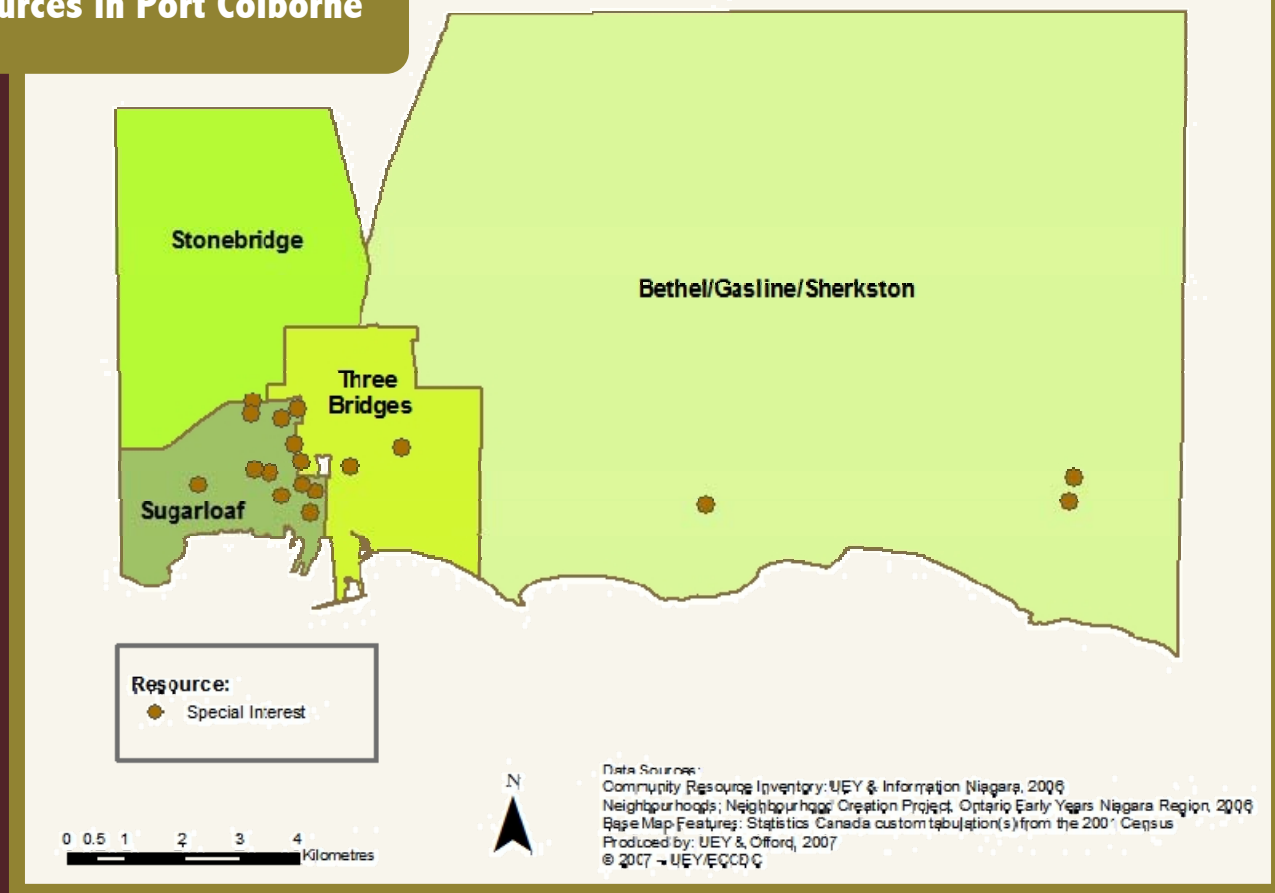 urces in Port Colborne
Stonebridge
Bethel/Gasline/Sherkston
Three
Bridges
Sugarloaf
Resource:
Special Interest
N
Data Sources:
Community Resource Inventory: UEY & Information Niagara, 2006
Neighbourhoods; Neighbourhood Creation Project, Ontario Early Years Niagara Region, 2006
Base Map Features: Statistics Canada custom tabulation(s) from the 2001 Census
Produced by: UEY & Offord, 2007
© 2007 – UEY/ECCDC
0 0.5 1 2 3 4
Kilometres